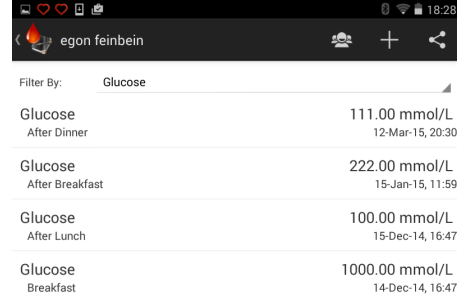 18:28
egon feinbein
Filter By: Glucose
Glucose 111.00 mmol/L
After Dinner 12-Mar-15, 20:30
Glucose 222.00 mmol/L
After Breakfast 15-Jan-15, 11:59
Glucose 100.00 mmol/L
After Lunch 15-Dec-14, 16:47
Glucose 1000.00 mmol/L
Breakfast 14-Dec-14, 16:47